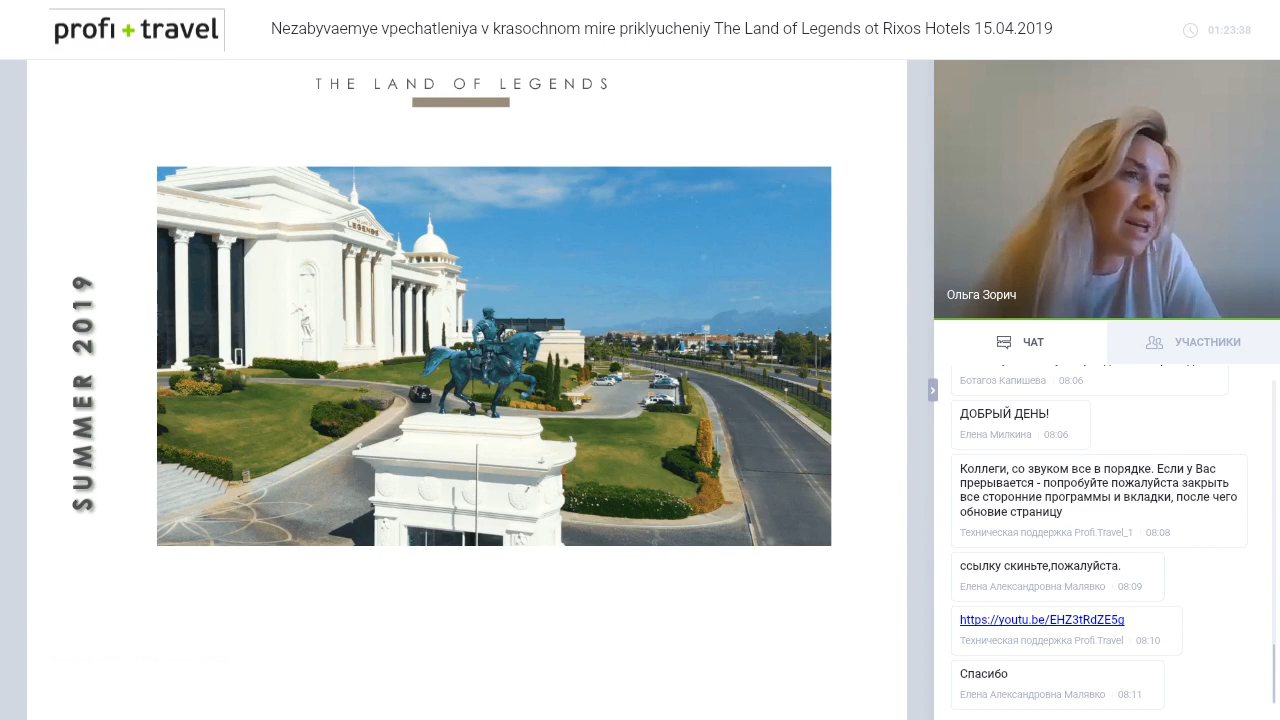 profi + travel
Nezabyvaemye vpechatleniya v krasochnom mire priklyucheniy The Land of Legends ot Rixos Hotels 15.04.2019
01:23:38
THE LAND OF LEGENDS
SUMMER 2019
LEGENDS
Ольга Зорич
ЧАТ
УЧАСТНИКИ
Ботагоз Капишева 08:06
ДОБРЫЙ ДЕНЬ!
Елена Милкина 08:06
Коллеги, со звуком все в порядке. Если у Вас
прерывается - попробуйте пожалуйста закрыть
все сторонние программы и вкладки, после чего
обновие страницу
Техническая поддержка Profi.Travel_1 08:08
ссылку скиньте,пожалуйста.
Елена Александровна Малявко 08:09
https://youtu.be/EHZ3tRdZE5g
Техническая поддержка Profi.Travel 08:10
Спасибо
Елена Александровна Малявко 08:11